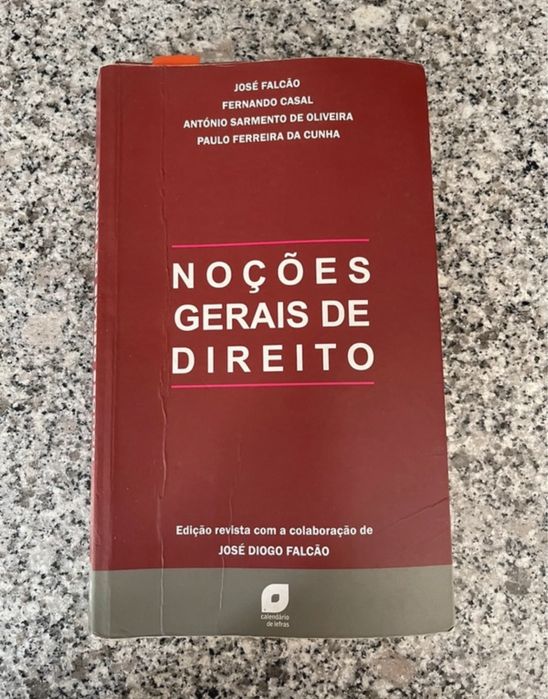 JOSÉ FALCÃO
FERNANDO CASAL
ANTÓNIO SARMENTO DE OLIVEIRA
PAULO FERREIRA DA CUNHA
NOÇÕES
GERAIS DE
DIREITO
Edição revista com a colaboração de
JOSÉ DIOGO FALCÃO
calendário
de letras